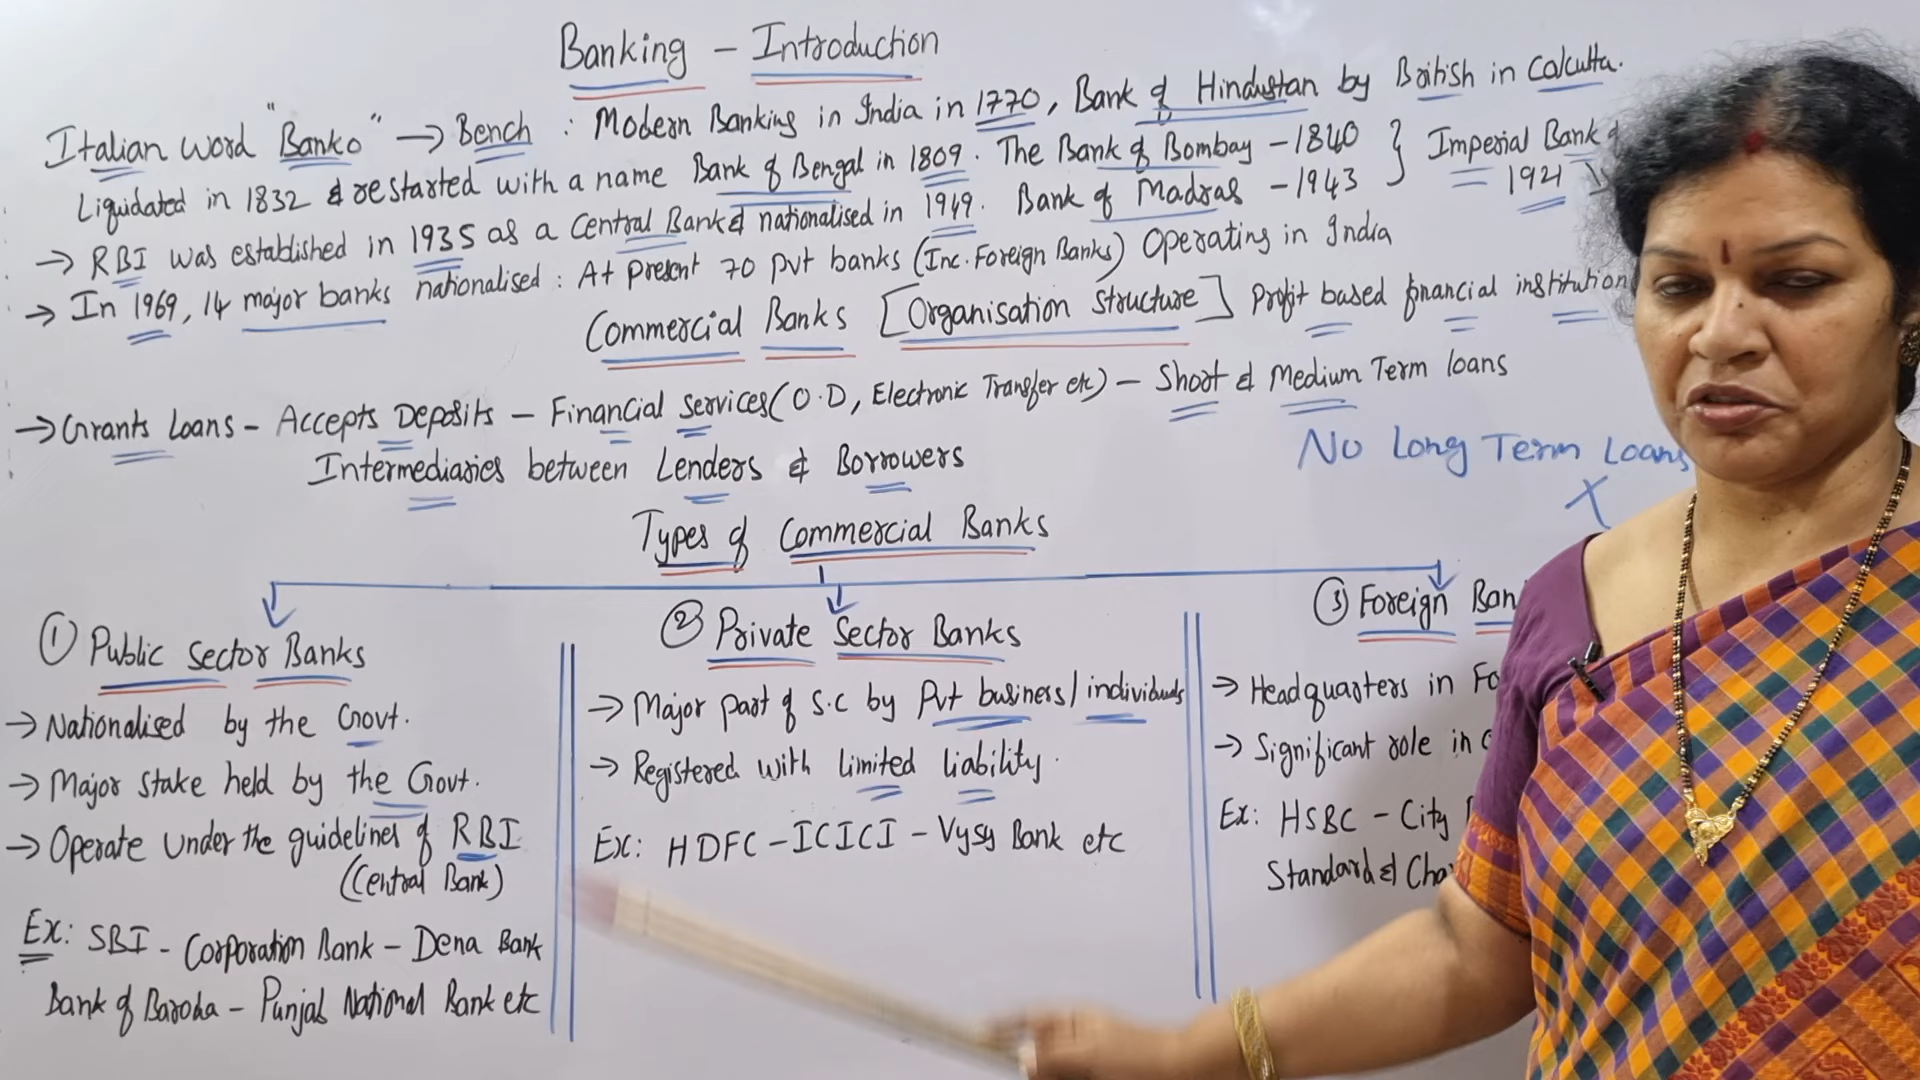 Banking - Introduction
Italian word "Banko" → Bench : Modern Banking in India in 1770, Bank of Hindustan by British in Calcutta.
Liquidated in 1832 & restarted with a name Bank of Bengal in 1809. The Bank of Bombay - 1840 } Imperial Bank
→ RBI was established in 1935 as a Central Bank & nationalised in 1949. Bank of Madras - 1943 1921
→ In 1969, 14 major banks nationalised : At present 70 pvt banks (Inc. Foreign Banks) Operating in India
Commercial Banks [Organisation Structure] Profit based financial institution
→ Grants Loans - Accepts Deposits - Financial Services (O.D, Electronic Transfer etc) - Short & Medium Term loans
Intermediaries between Lenders & Borrowers
No Long Term Loans
X
Types of Commercial Banks
① Public Sector Banks
→ Nationalised by the Govt.
→ Major stake held by the Govt.
→ Operate under the guidelines of RBI
(Central Bank)
Ex: SBI - Corporation Bank - Dena Bank
Bank of Baroda - Punjab National Bank etc
② Private Sector Banks
→ Major part of S.C by Pvt business/individuals
→ Registered with limited liability.
Ex: HDFC - ICICI - Vysy Bank etc
③ Foreign Ban
→ Headquarters in Fo
→ Significant role in
Ex: HSBC - City
Standard & Cha